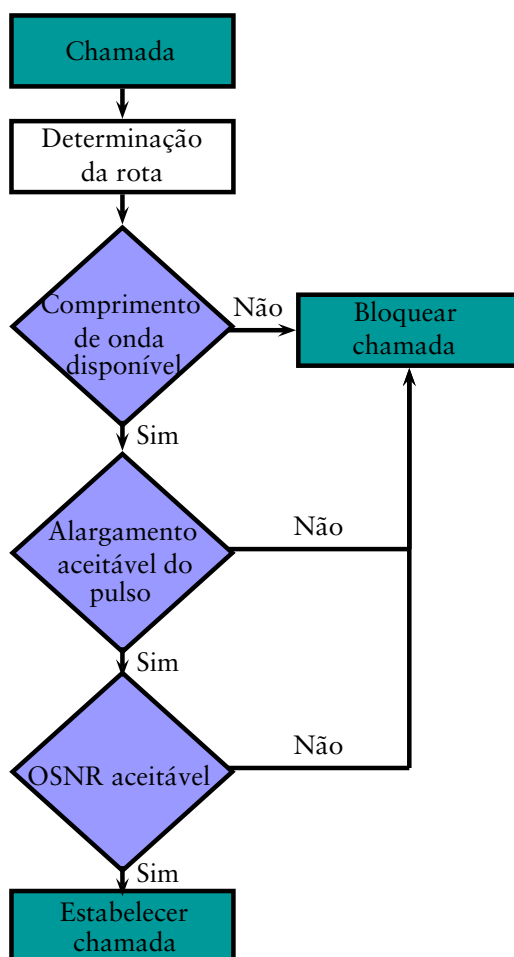 Chamada
Determinação
da rota
Comprimento
de onda
disponível
Não
Bloquear
chamada
Sim
Alargamento
aceitável do
pulso
Não
Sim
OSNR aceitável
Não
Sim
Estabelecer
chamada